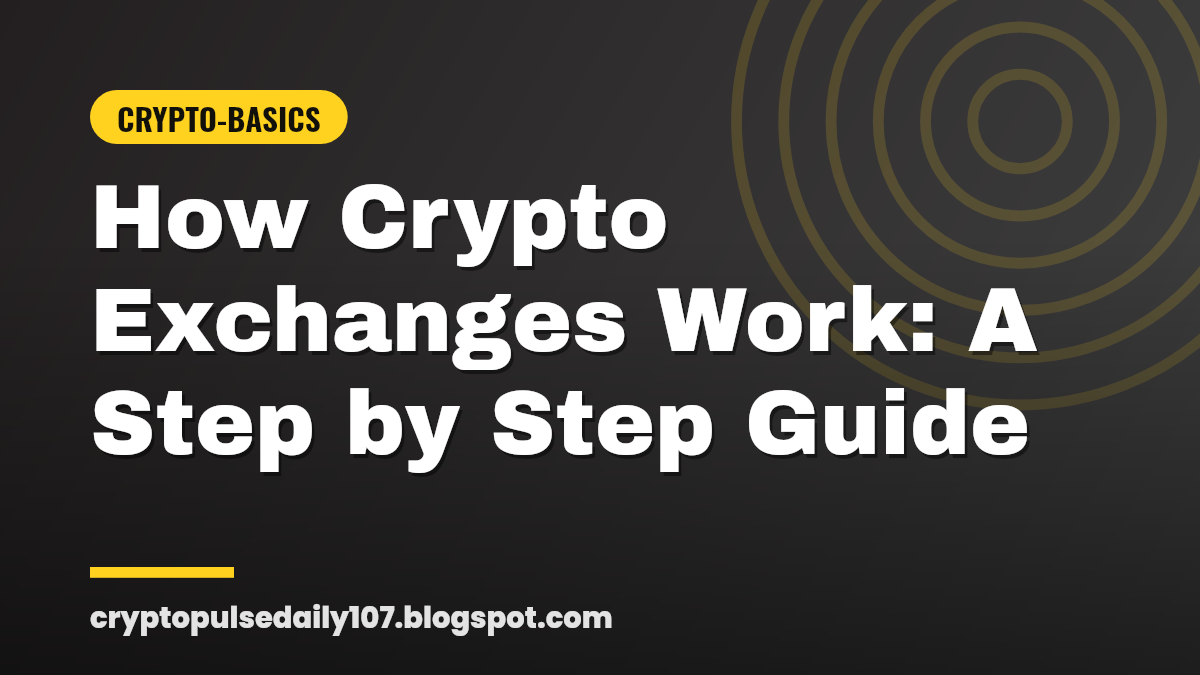 CRYPTO-BASICS
How Crypto
Exchanges Work: A
Step by Step Guide
cryptopulsedaily107.blogspot.com